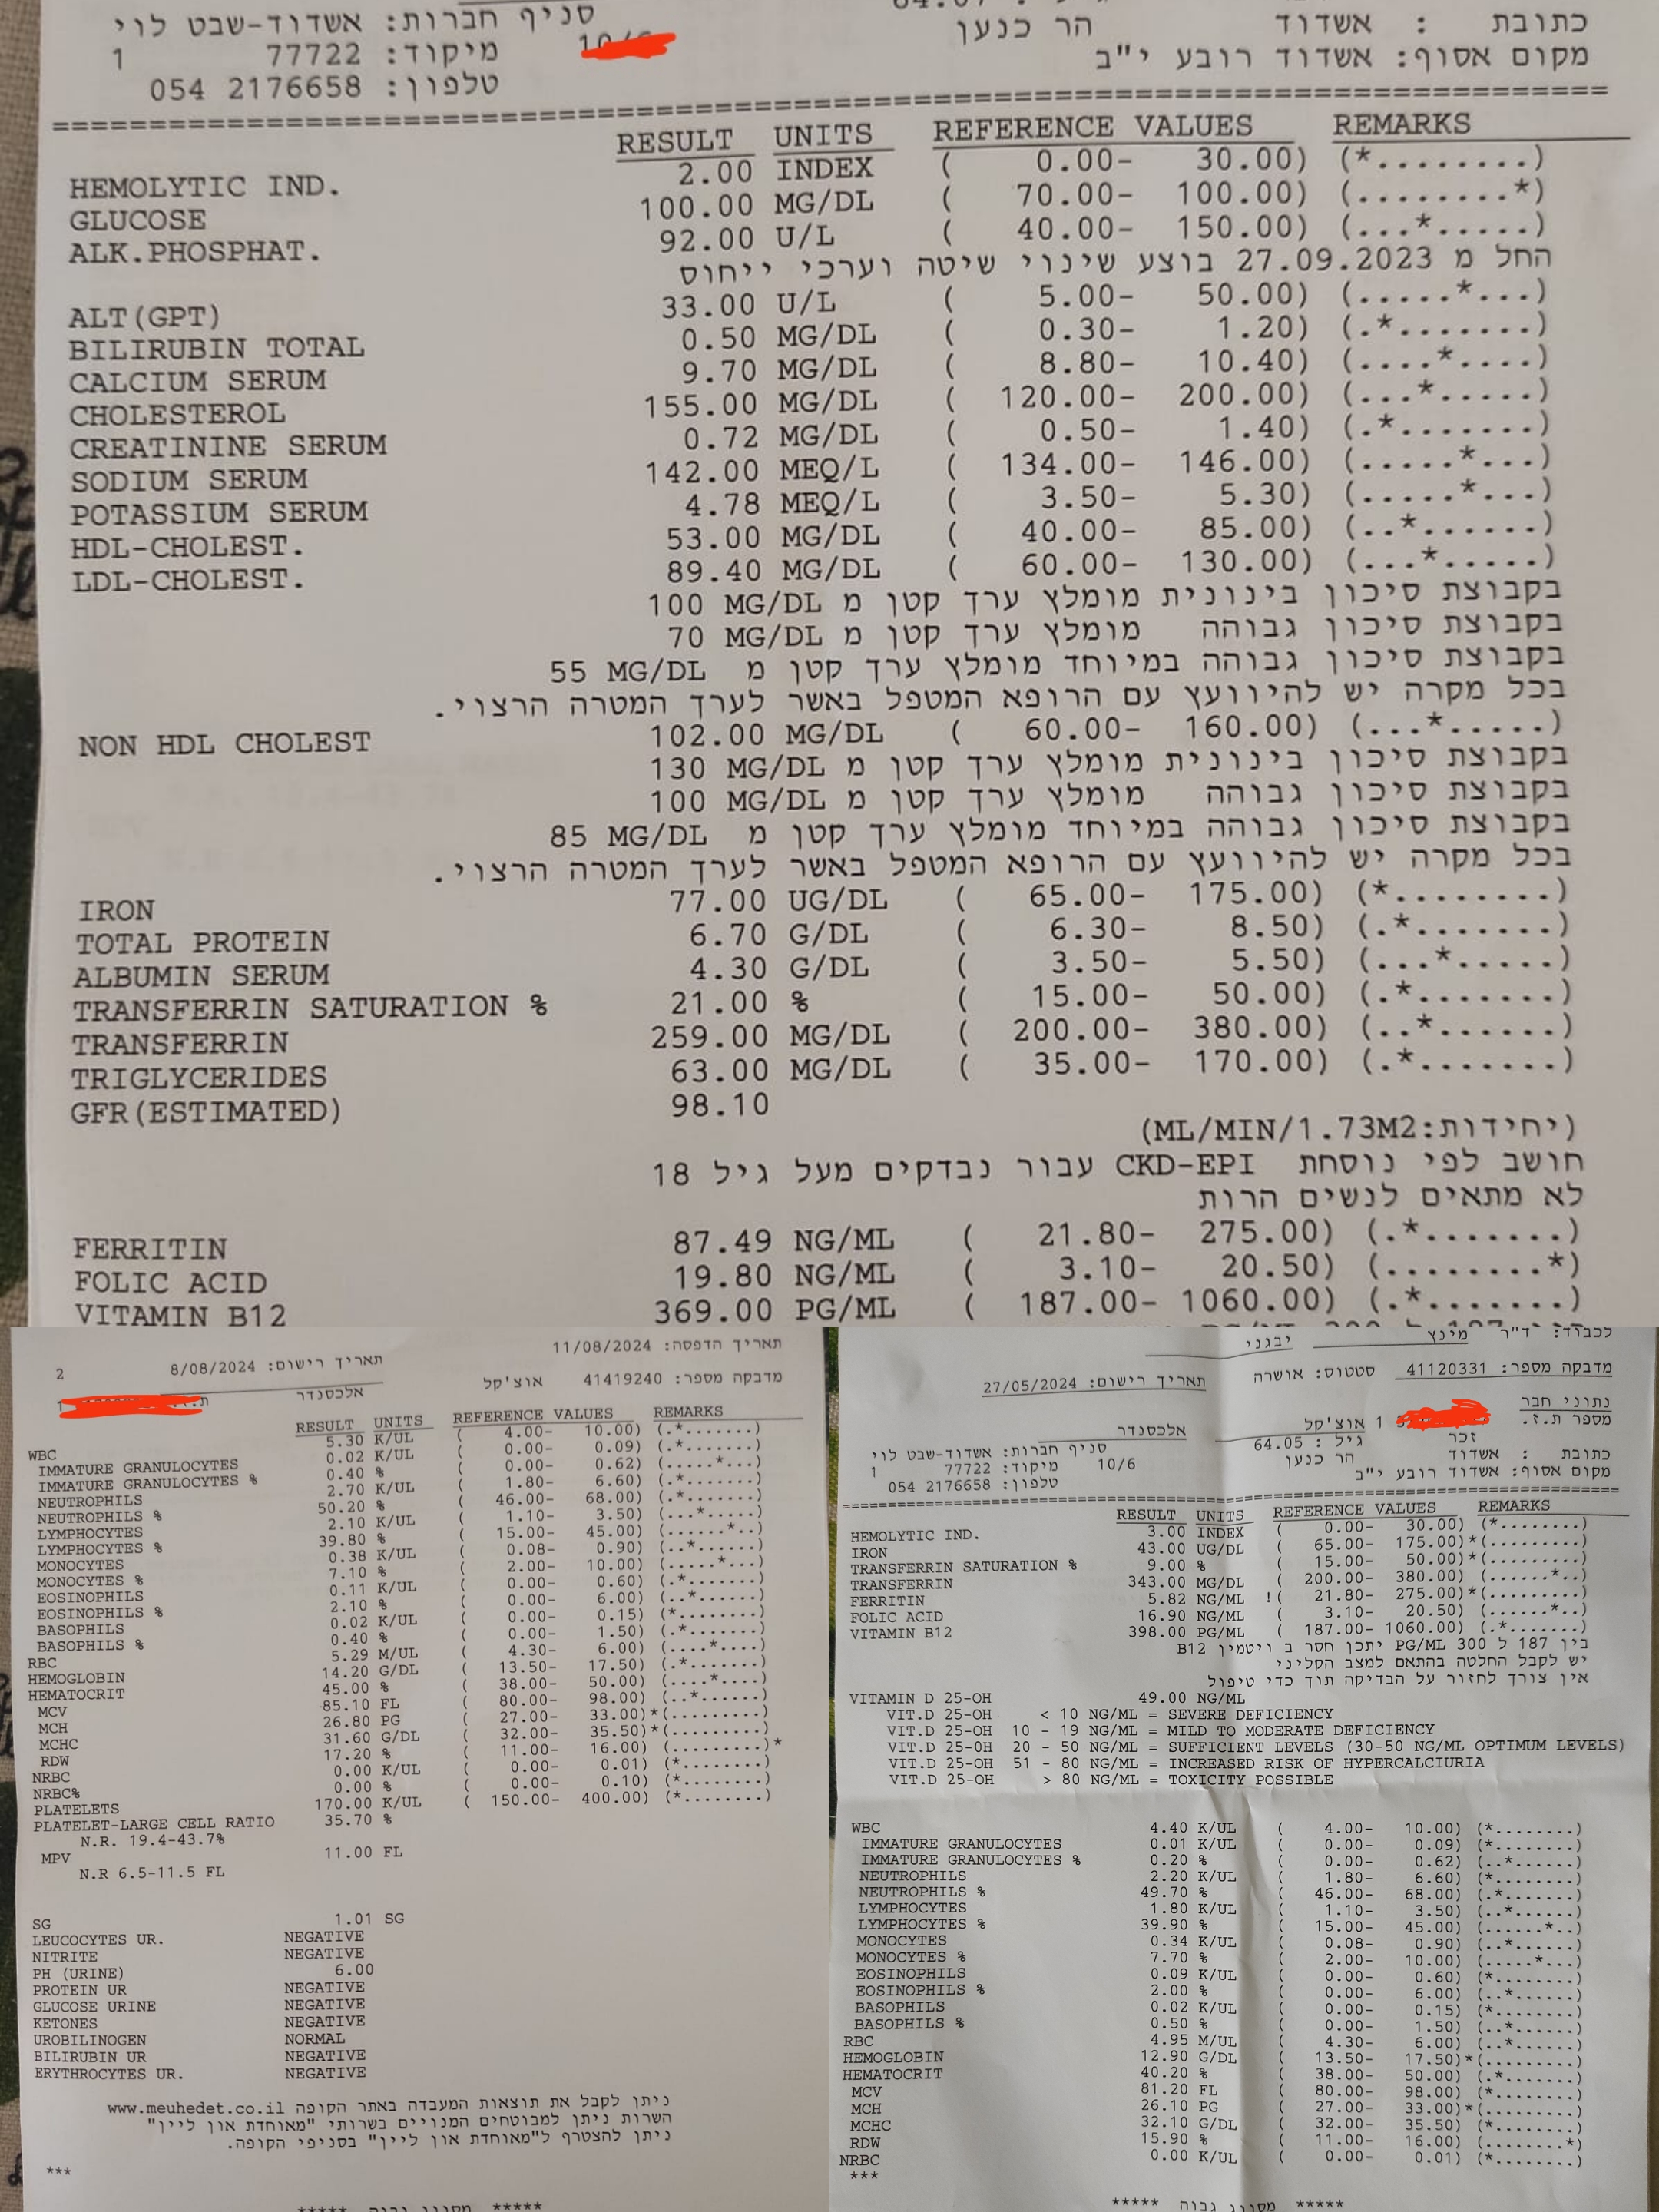 סניף חברות: אשדוד-שבט לוי
כתובת : אשדוד הר כנען 10/6 מיקוד: 77722 1
מקום אסוף: אשדוד רובע י"ב טלפון: 054 2176658
RESULT UNITS REFERENCE VALUES REMARKS
HEMOLYTIC IND. 2.00 INDEX ( 0.00- 30.00) (*........)
GLUCOSE 100.00 MG/DL ( 70.00- 100.00) (........*)
ALK.PHOSPHAT. 92.00 U/L ( 40.00- 150.00) (...*.....)
החל מ 27.09.2023 בוצע שינוי שיטה וערכי ייחוס
ALT(GPT) 33.00 U/L ( 5.00- 50.00) (.....*...)
BILIRUBIN TOTAL 0.50 MG/DL ( 0.30- 1.20) (.*.......)
CALCIUM SERUM 9.70 MG/DL ( 8.80- 10.40) (....*....)
CHOLESTEROL 155.00 MG/DL ( 120.00- 200.00) (...*.....)
CREATININE SERUM 0.72 MG/DL ( 0.50- 1.40) (.*.......)
SODIUM SERUM 142.00 MEQ/L ( 134.00- 146.00) (.....*...)
POTASSIUM SERUM 4.78 MEQ/L ( 3.50- 5.30) (.....*...)
HDL-CHOLEST. 53.00 MG/DL ( 40.00- 85.00) (..*......)
LDL-CHOLEST. 89.40 MG/DL ( 60.00- 130.00) (...*.....)
בקבוצת סיכון בינונית מומלץ ערך קטן מ 100 MG/DL
בקבוצת סיכון גבוהה מומלץ ערך קטן מ 70 MG/DL
בקבוצת סיכון גבוהה במיוחד מומלץ ערך קטן מ 55 MG/DL
בכל מקרה יש להיוועץ עם הרופא המטפל באשר לערך המטרה הרצוי.
NON HDL CHOLEST 102.00 MG/DL ( 60.00- 160.00) (...*.....)
בקבוצת סיכון בינונית מומלץ ערך קטן מ 130 MG/DL
בקבוצת סיכון גבוהה מומלץ ערך קטן מ 100 MG/DL
בקבוצת סיכון גבוהה במיוחד מומלץ ערך קטן מ 85 MG/DL
בכל מקרה יש להיוועץ עם הרופא המטפל באשר לערך המטרה הרצוי.
IRON 77.00 UG/DL ( 65.00- 175.00) (*........)
TOTAL PROTEIN 6.70 G/DL ( 6.30- 8.50) (.*.......)
ALBUMIN SERUM 4.30 G/DL ( 3.50- 5.50) (...*.....)
TRANSFERRIN SATURATION % 21.00 % ( 15.00- 50.00) (.*.......)
TRANSFERRIN 259.00 MG/DL ( 200.00- 380.00) (..*......)
TRIGLYCERIDES 63.00 MG/DL ( 35.00- 170.00) (.*.......)
GFR(ESTIMATED) 98.10
(יחידות:ML/MIN/1.73M2)
חושב לפי נוסחת CKD-EPI עבור נבדקים מעל גיל 18
לא מתאים לנשים הרות
FERRITIN 87.49 NG/ML ( 21.80- 275.00) (.*.......)
FOLIC ACID 19.80 NG/ML ( 3.10- 20.50) (........*)
VITAMIN B12 369.00 PG/ML ( 187.00- 1060.00) (.*.......)
תאריך הדפסה: 11/08/2024 תאריך רישום: 8/08/2024 2
מדבקה מספר: 41419240 אוצ'קל אלכסנדר
RESULT UNITS REFERENCE VALUES REMARKS
WBC 5.30 K/UL ( 4.00- 10.00) (.*.......)
IMMATURE GRANULOCYTES 0.02 K/UL ( 0.00- 0.09) (.*.......)
IMMATURE GRANULOCYTES % 0.40 % ( 0.00- 0.62) (.....*...)
NEUTROPHILS 2.70 K/UL ( 1.80- 6.60) (.*.......)
NEUTROPHILS % 50.20 % ( 46.00- 68.00) (.*.......)
LYMPHOCYTES 2.10 K/UL ( 1.10- 3.50) (...*.....)
LYMPHOCYTES % 39.80 % ( 15.00- 45.00) (......*..)
MONOCYTES 0.38 K/UL ( 0.08- 0.90) (..*......)
MONOCYTES % 7.10 % ( 2.00- 10.00) (.....*...)
EOSINOPHILS 0.11 K/UL ( 0.00- 0.60) (.*.......)
EOSINOPHILS % 2.10 % ( 0.00- 6.00) (..*......)
BASOPHILS 0.02 K/UL ( 0.00- 0.15) (*........)
BASOPHILS % 0.40 % ( 0.00- 1.50) (.*.......)
RBC 5.29 M/UL ( 4.30- 6.00) (....*....)
HEMOGLOBIN 14.20 G/DL ( 13.50- 17.50) (.*.......)
HEMATOCRIT 45.00 % ( 38.00- 50.00) (....*....)
MCV 85.10 FL ( 80.00- 98.00) (..*......)
MCH 26.80 PG ( 27.00- 33.00)*(.........)
MCHC 31.60 G/DL ( 32.00- 35.50)*(.........)
RDW 17.20 % ( 11.00- 16.00) (.........)*
NRBC 0.00 K/UL ( 0.00- 0.01) (*........)
NRBC% 0.00 % ( 0.00- 0.10) (*........)
PLATELETS 170.00 K/UL ( 150.00- 400.00) (*........)
PLATELET-LARGE CELL RATIO 35.70 %
N.R. 19.4-43.7%
MPV 11.00 FL
N.R 6.5-11.5 FL
SG 1.01 SG
LEUCOCYTES UR. NEGATIVE
NITRITE NEGATIVE
PH (URINE) 6.00
PROTEIN UR NEGATIVE
GLUCOSE URINE NEGATIVE
KETONES NEGATIVE
UROBILINOGEN NORMAL
BILIRUBIN UR NEGATIVE
ERYTHROCYTES UR. NEGATIVE
ניתן לקבל את תוצאות המעבדה באתר הקופה www.meuhedet.co.il
השרות ניתן למבוטחים המנויים בשרותי "מאוחדת און ליין"
ניתן להצטרף ל"מאוחדת און ליין" בסניפי הקופה.
***
***** מסווג גבוה *****
לכבוד: ד"ר מינץ יבגני
מדבקה מספר: 41120331 סטטוס: אושרה תאריך רישום: 27/05/2024
נתוני חבר
מספר ת.ז. 1 אוצ'קל אלכסנדר
זכר גיל : 64.05 סניף חברות: אשדוד-שבט לוי
כתובת : אשדוד הר כנען 10/6 מיקוד: 77722 1
מקום אסוף: אשדוד רובע י"ב טלפון: 054 2176658
RESULT UNITS REFERENCE VALUES REMARKS
HEMOLYTIC IND. 3.00 INDEX ( 0.00- 30.00) (*........)
IRON 43.00 UG/DL ( 65.00- 175.00)*(.........)
TRANSFERRIN SATURATION % 9.00 % ( 15.00- 50.00)*(.........)
TRANSFERRIN 343.00 MG/DL ( 200.00- 380.00) (......*..)
FERRITIN 5.82 NG/ML !( 21.80- 275.00)*(.........)
FOLIC ACID 16.90 NG/ML ( 3.10- 20.50) (......*..)
VITAMIN B12 398.00 PG/ML ( 187.00- 1060.00) (.*.......)
בין 187 ל 300 PG/ML יתכן חסר ב ויטמין B12
יש לקבל החלטה בהתאם למצב הקליני
אין צורך לחזור על הבדיקה תוך כדי טיפול
VITAMIN D 25-OH 49.00 NG/ML
VIT.D 25-OH < 10 NG/ML = SEVERE DEFICIENCY
VIT.D 25-OH 10 - 19 NG/ML = MILD TO MODERATE DEFICIENCY
VIT.D 25-OH 20 - 50 NG/ML = SUFFICIENT LEVELS (30-50 NG/ML OPTIMUM LEVELS)
VIT.D 25-OH 51 - 80 NG/ML = INCREASED RISK OF HYPERCALCIURIA
VIT.D 25-OH > 80 NG/ML = TOXICITY POSSIBLE
WBC 4.40 K/UL ( 4.00- 10.00) (*........)
IMMATURE GRANULOCYTES 0.01 K/UL ( 0.00- 0.09) (*........)
IMMATURE GRANULOCYTES % 0.20 % ( 0.00- 0.62) (..*......)
NEUTROPHILS 2.20 K/UL ( 1.80- 6.60) (*........)
NEUTROPHILS % 49.70 % ( 46.00- 68.00) (.*.......)
LYMPHOCYTES 1.80 K/UL ( 1.10- 3.50) (..*......)
LYMPHOCYTES % 39.90 % ( 15.00- 45.00) (......*..)
MONOCYTES 0.34 K/UL ( 0.08- 0.90) (..*......)
MONOCYTES % 7.70 % ( 2.00- 10.00) (.....*...)
EOSINOPHILS 0.09 K/UL ( 0.00- 0.60) (*........)
EOSINOPHILS % 2.00 % ( 0.00- 6.00) (..*......)
BASOPHILS 0.02 K/UL ( 0.00- 0.15) (*........)
BASOPHILS % 0.50 % ( 0.00- 1.50) (..*......)
RBC 4.95 M/UL ( 4.30- 6.00) (..*......)
HEMOGLOBIN 12.90 G/DL ( 13.50- 17.50)*(.........)
HEMATOCRIT 40.20 % ( 38.00- 50.00) (.*.......)
MCV 81.20 FL ( 80.00- 98.00) (*........)
MCH 26.10 PG ( 27.00- 33.00)*(.........)
MCHC 32.10 G/DL ( 32.00- 35.50) (*........)
RDW 15.90 % ( 11.00- 16.00) (........*)
NRBC 0.00 K/UL ( 0.00- 0.01) (*........)
***
***** מסווג גבוה *****